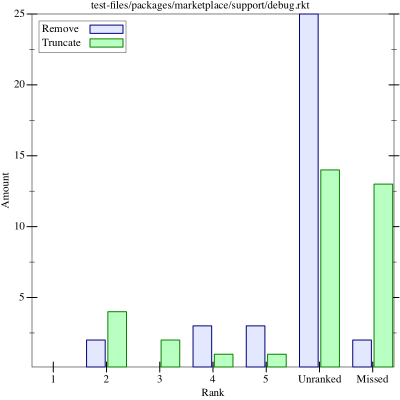 test-files/packages/marketplace/support/debug.rkt
Remove
Truncate
25
20
15
10
5
Amount
1 2 3 4 5 Unranked Missed
Rank